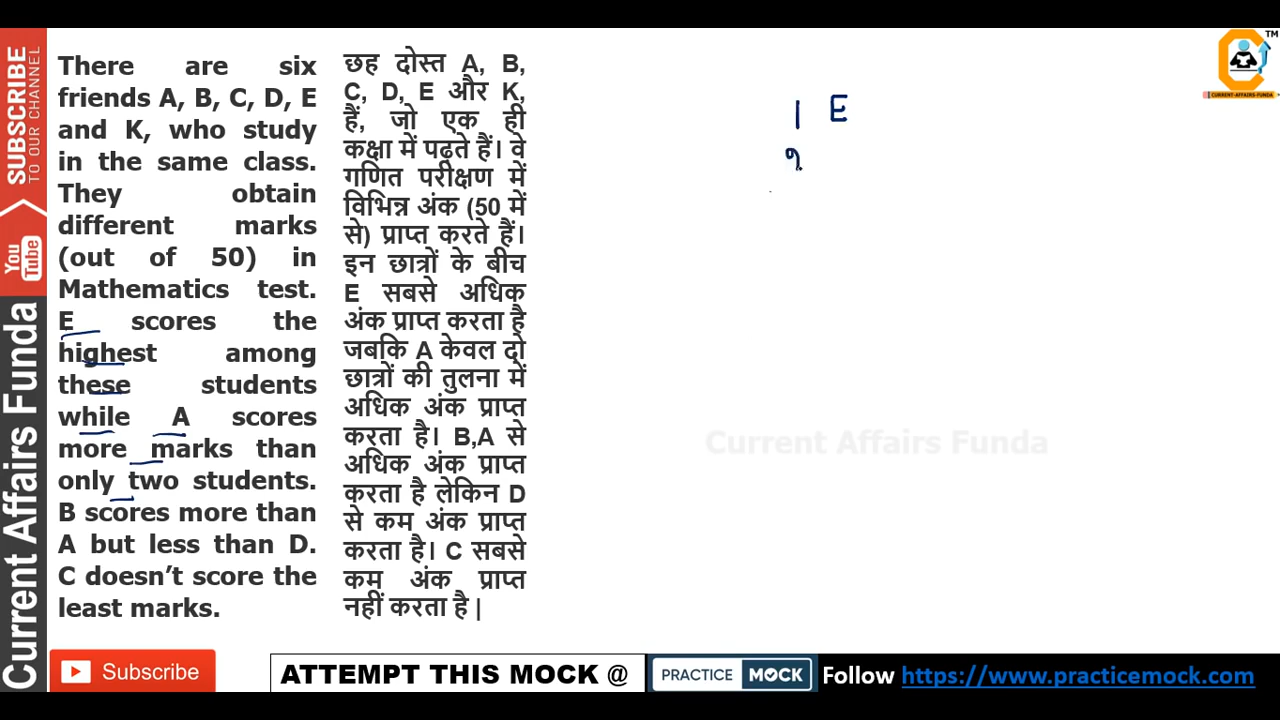 There are six
friends A, B, C, D, E
and K, who study
in the same class.
They obtain
different marks
(out of 50) in
Mathematics test.
E scores the
highest among
these students
while A scores
more marks than
only two students.
B scores more than
A but less than D.
C doesn’t score the
least marks.
छह दोस्त A, B,
C, D, E और K,
हैं, जो एक ही
कक्षा में पढ़ते हैं। वे
गणित परीक्षण में
विभिन्न अंक (50 में
से) प्राप्त करते हैं।
इन छात्रों के बीच
E सबसे अधिक
अंक प्राप्त करता है
जबकि A केवल दो
छात्रों की तुलना में
अधिक अंक प्राप्त
करता है। B,A से
अधिक अंक प्राप्त
करता है लेकिन D
से कम अंक प्राप्त
करता है। C सबसे
कम अंक प्राप्त
नहीं करता है |
1 E
SUBSCRIBE
TO OUR CHANNEL
You
Tube
Current Affairs Funda
TM
CURRENT-AFFAIRS-FUNDA
Current Affairs Funda
Subscribe
ATTEMPT THIS MOCK @
PRACTICE MOCK
Follow https://www.practicemock.com